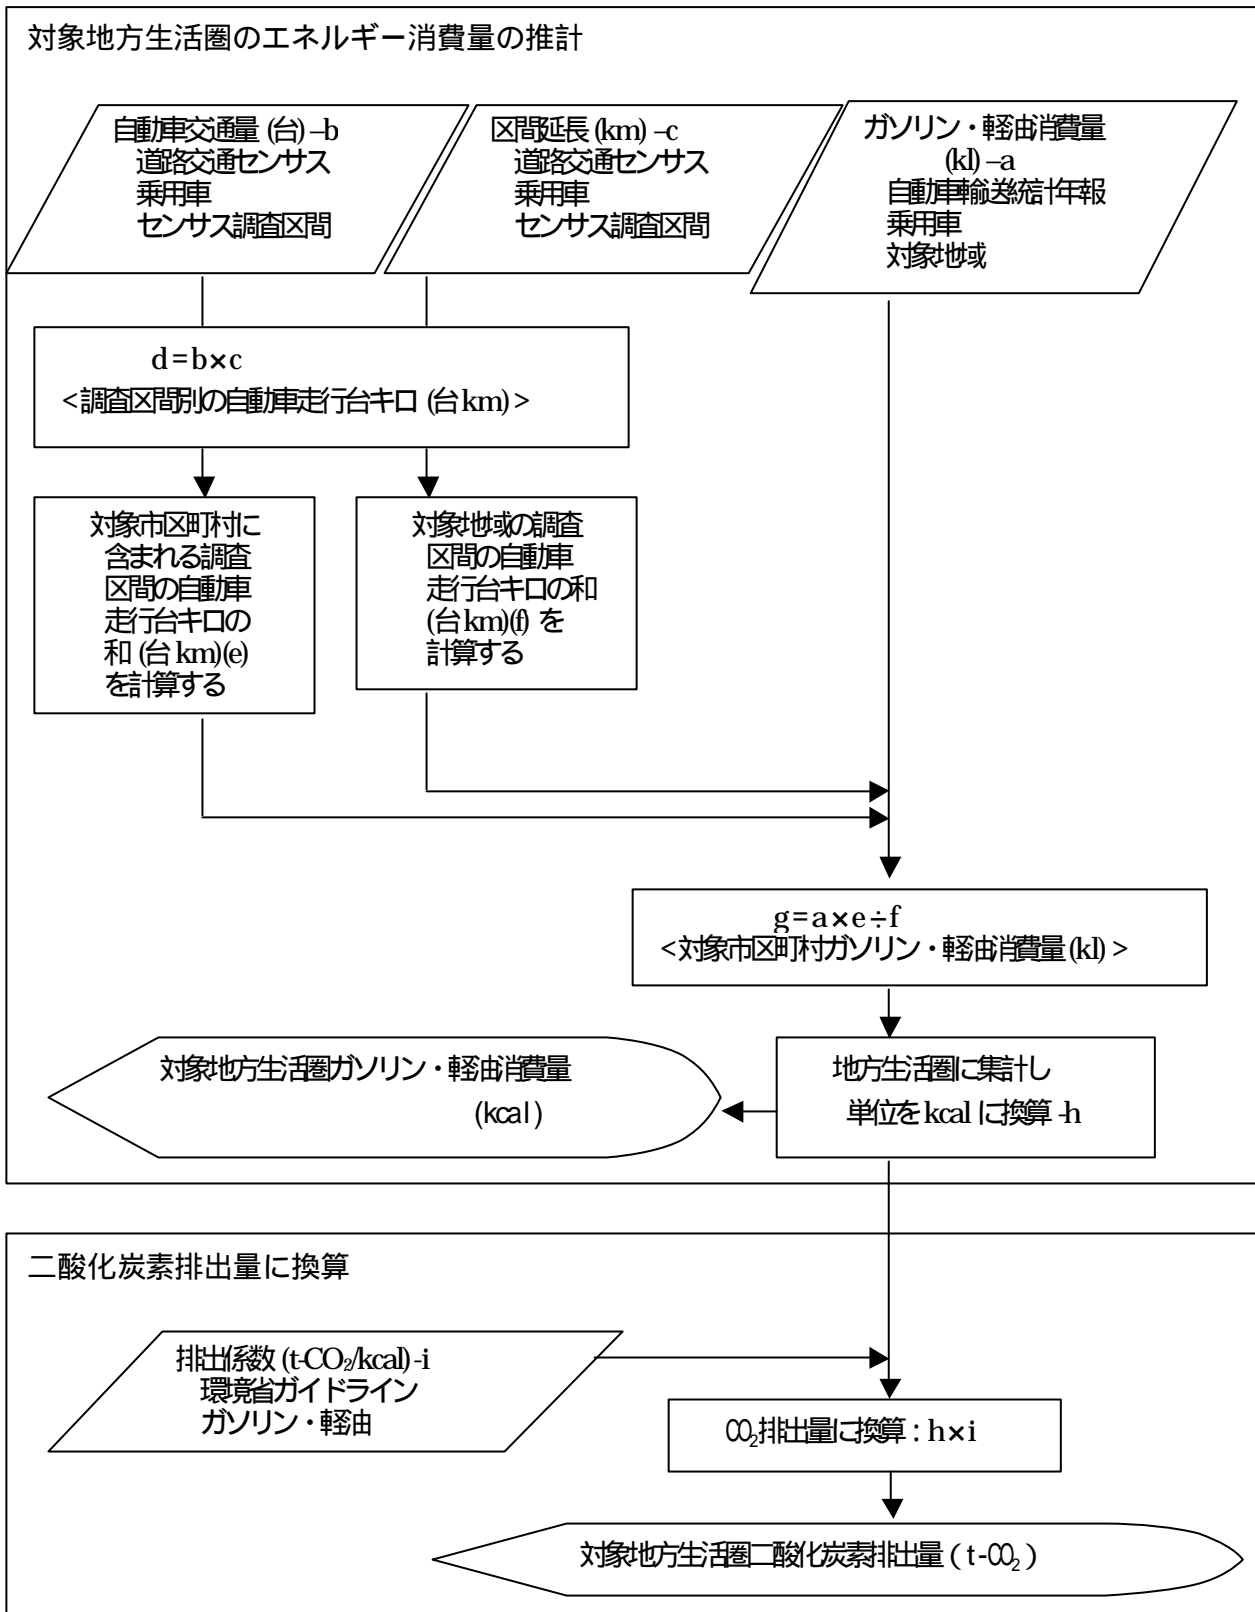 対象地方生活圏のエネルギー消費量の推計
自動車交通量(台)–b
道路交通センサス
乗用車
センサス調査区間
区間延長(km)–c
道路交通センサス
乗用車
センサス調査区間
ガソリン・軽油消費量
(kl)–a
自動車輸送統計年報
乗用車
対象地域
d=b×c
<調査区間別の自動車走行台キロ(台km)>
対象市区町村に
含まれる調査
区間の自動車
走行台キロの
和(台km)(e)
を計算する
対象地域の調査
区間の自動車
走行台キロの和
(台km)(f)を
計算する
g=a×e÷f
<対象市区町村ガソリン・軽油消費量(kl)>
対象地方生活圏ガソリン・軽油消費量
(kcal)
地方生活圏に集計し
単位をkcalに換算-h
二酸化炭素排出量に換算
排出係数(t-CO₂/kcal)-i
環境省ガイドライン
ガソリン・軽油
CO₂排出量に換算:h×i
対象地方生活圏二酸化炭素排出量(t-CO₂)